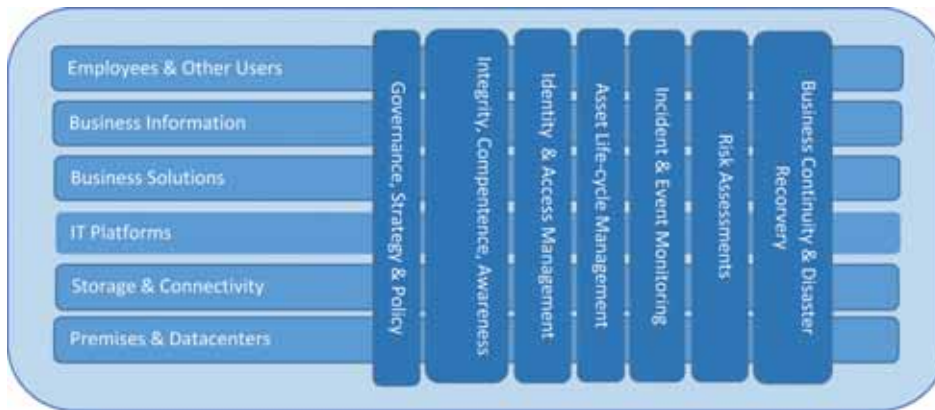 Employees & Other Users
Business Information
Business Solutions
IT Platforms
Storage & Connectivity
Premises & Datacenters
Governance, Strategy & Policy
Integrity, Compentence, Awareness
Identity & Access Management
Asset Life-cycle Management
Incident & Event Monitoring
Risk Assessments
Business Continuity & Disaster
Recorvery